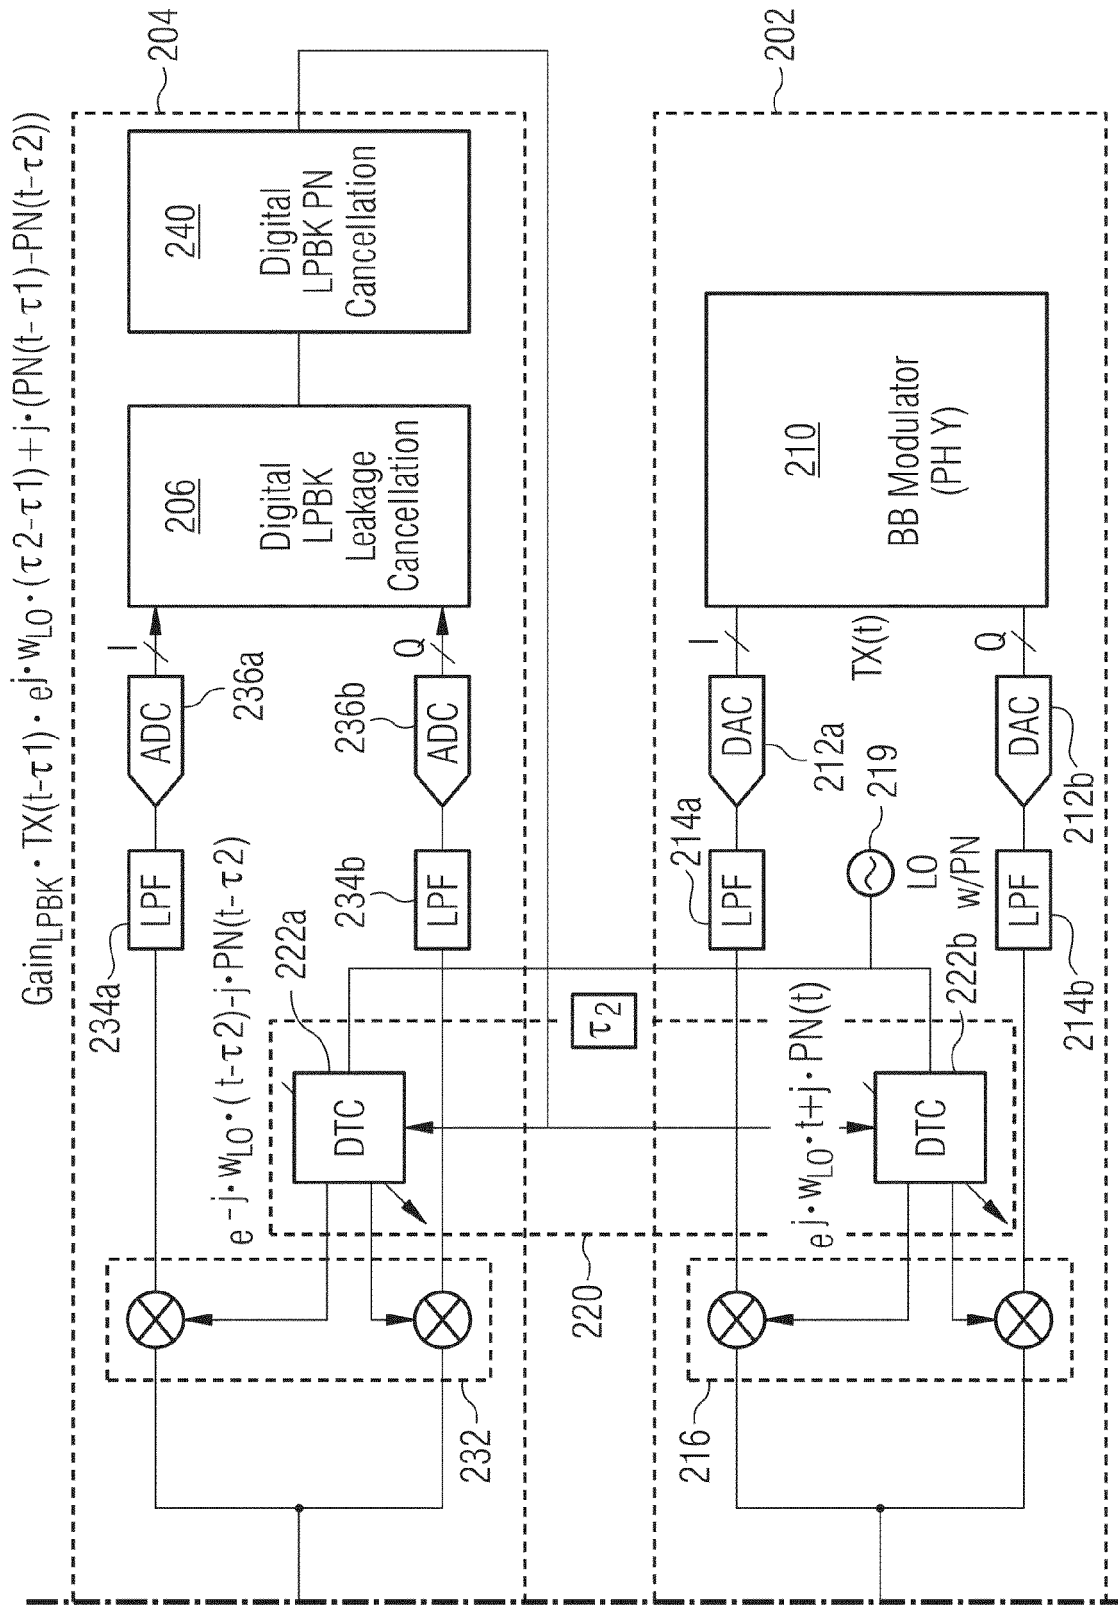 Gain_LPBK • TX(t-τ1) • e^j•w_LO•(τ2-τ1)+j•(PN(t-τ1)-PN(t-τ2))
204
234a
LPF
ADC
236a
I
206
Digital
LPBK
Leakage
Cancellation
240
Digital
LPBK PN
Cancellation
232
e^-j•w_LO•(t-τ2)-j•PN(t-τ2)
222a
DTC
234b
LPF
236b
ADC
Q
220
τ2
202
216
e^j•w_LO•t+j•PN(t)
222b
DTC
214a
LPF
DAC
212a
I
TX(t)
219
LO
w/PN
214b
LPF
DAC
212b
Q
210
BB Modulator
(PHY)